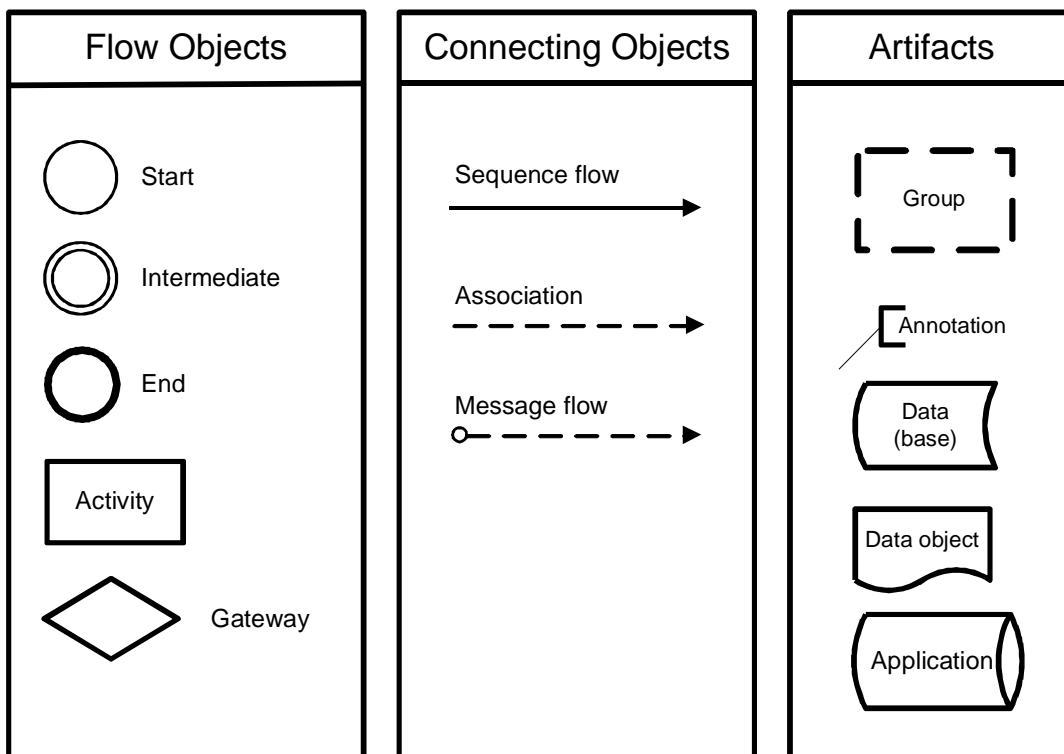 Flow Objects
Start
Intermediate
End
Activity
Gateway
Connecting Objects
Sequence flow
Association
Message flow
Artifacts
Group
Annotation
Data
(base)
Data object
Application